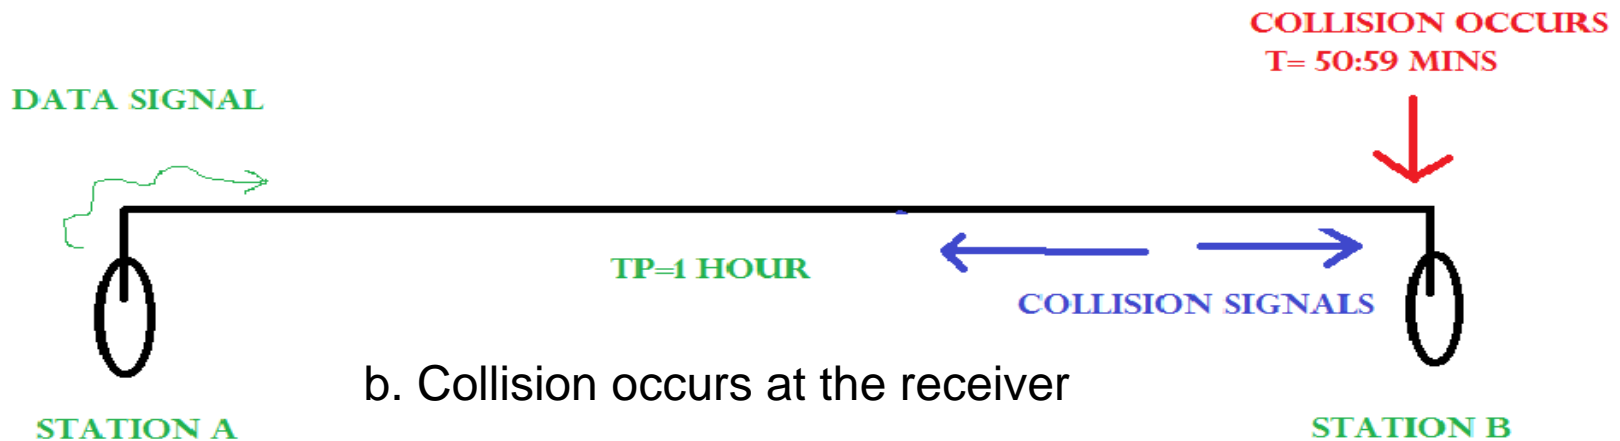 COLLISION OCCURS
T= 50:59 MINS
DATA SIGNAL
TP=1 HOUR
COLLISION SIGNALS
b. Collision occurs at the receiver
STATION A
STATION B